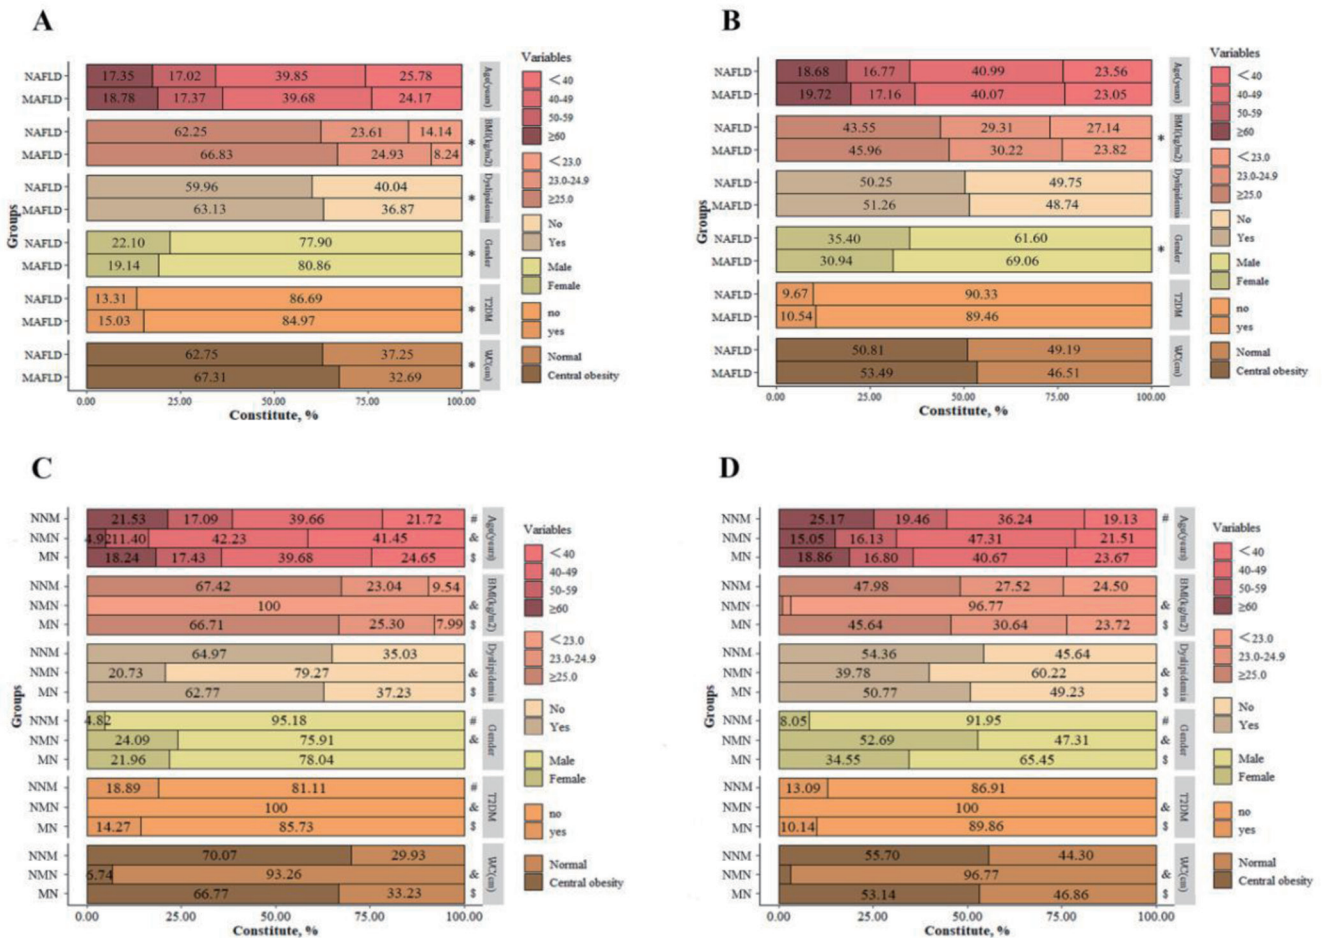 A
Variables
NAFLD 17.35 17.02 39.85 25.78
MAFLD 18.78 17.37 39.68 24.17
Age(years)
NAFLD 62.25 23.61 14.14
MAFLD 66.83 24.93 8.24
* BMI(kg/m2)
NAFLD 59.96 40.04
MAFLD 63.13 36.87
* Dyslipidemia
NAFLD 22.10 77.90
MAFLD 19.14 80.86
* Gender
NAFLD 13.31 86.69
MAFLD 15.03 84.97
* T2DM
NAFLD 62.75 37.25
MAFLD 67.31 32.69
* WC(cm)
Groups
0.00 25.00 50.00 75.00 100.00
Constitute, %
<40
40-49
50-59
≥60
<23.0
23.0-24.9
≥25.0
No
Yes
Male
Female
no
yes
Normal
Central obesity
B
Variables
NAFLD 18.68 16.77 40.99 23.56
MAFLD 19.72 17.16 40.07 23.05
Age(years)
NAFLD 43.55 29.31 27.14
MAFLD 45.96 30.22 23.82
* BMI(kg/m2)
NAFLD 50.25 49.75
MAFLD 51.26 48.74
Dyslipidemia
NAFLD 35.40 61.60
MAFLD 30.94 69.06
* Gender
NAFLD 9.67 90.33
MAFLD 10.54 89.46
T2DM
NAFLD 50.81 49.19
MAFLD 53.49 46.51
WC(cm)
Groups
0.00 25.00 50.00 75.00 100.00
Constitute, %
<40
40-49
50-59
≥60
<23.0
23.0-24.9
≥25.0
No
Yes
Male
Female
no
yes
Normal
Central obesity
C
Variables
NNM 21.53 17.09 39.66 21.72 #
NMN 11.40 42.23 41.45 &
MN 18.24 17.43 39.68 24.65 $
Age(years)
NNM 67.42 23.04 9.54
NMN 100 &
MN 66.71 25.30 7.99 $
BMI(kg/m2)
NNM 64.97 35.03
NMN 20.73 79.27 &
MN 62.77 37.23 $
Dyslipidemia
NNM 4.82 95.18 #
NMN 24.09 75.91 &
MN 21.96 78.04 $
Gender
NNM 18.89 81.11 #
NMN 100 &
MN 14.27 85.73 $
T2DM
NNM 70.07 29.93
NMN 6.74 93.26 &
MN 66.77 33.23 $
WC(cm)
Groups
0.00 25.00 50.00 75.00 100.00
Constitute, %
<40
40-49
50-59
≥60
<23.0
23.0-24.9
≥25.0
No
Yes
Male
Female
no
yes
Normal
Central obesity
D
Variables
NNM 25.17 19.46 36.24 19.13 #
NMN 15.05 16.13 47.31 21.51
MN 18.86 16.80 40.67 23.67
Age(years)
NNM 47.98 27.52 24.50
NMN 96.77 &
MN 45.64 30.64 23.72 $
BMI(kg/m2)
NNM 54.36 45.64
NMN 39.78 60.22 &
MN 50.77 49.23 $
Dyslipidemia
NNM 8.05 91.95 #
NMN 52.69 47.31 &
MN 34.55 65.45 $
Gender
NNM 13.09 86.91
NMN 100 &
MN 10.14 89.86 $
T2DM
NNM 55.70 44.30
NMN 96.77 &
MN 53.14 46.86 $
WC(cm)
0.00 25.00 50.00 75.00 100.00
Constitute, %
<40
40-49
50-59
≥60
<23.0
23.0-24.9
≥25.0
No
Yes
Male
Female
no
yes
Normal
Central obesity